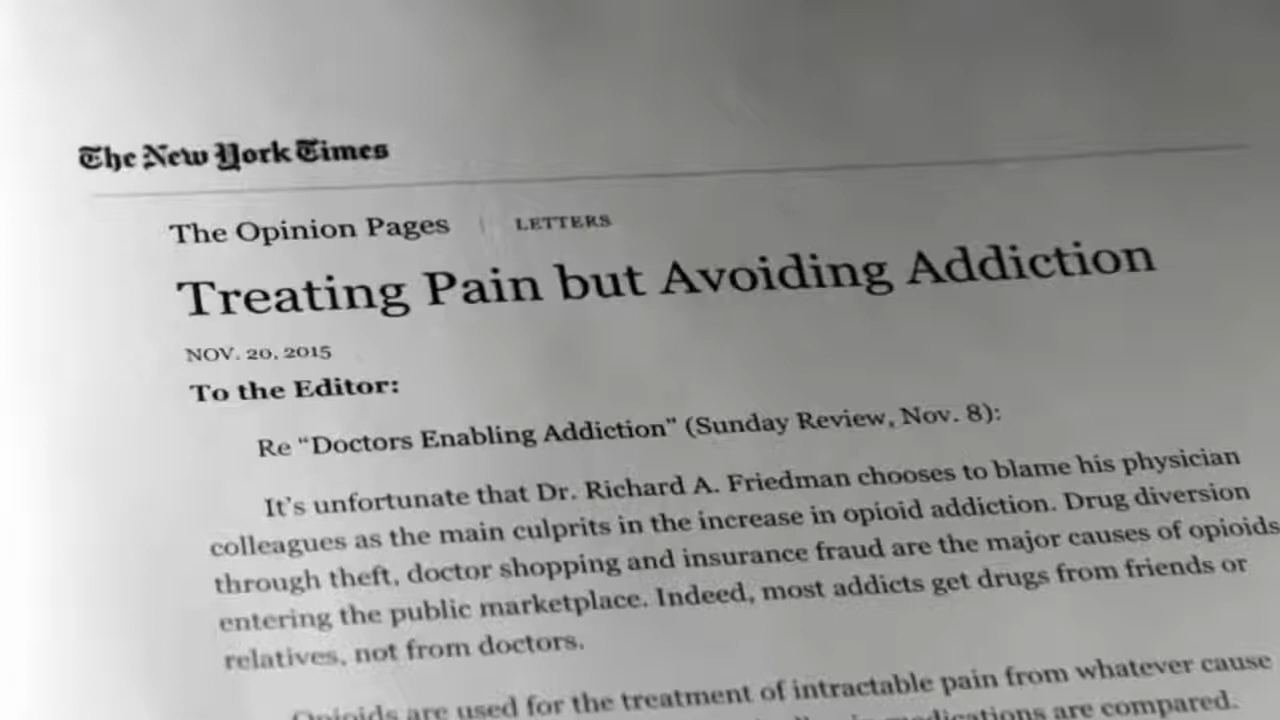 The New York Times
The Opinion Pages | LETTERS
Treating Pain but Avoiding Addiction
NOV. 20, 2015
To the Editor:
Re “Doctors Enabling Addiction” (Sunday Review, Nov. 8):
It’s unfortunate that Dr. Richard A. Friedman chooses to blame his physician
colleagues as the main culprits in the increase in opioid addiction. Drug diversion
through theft, doctor shopping and insurance fraud are the major causes of opioids
entering the public marketplace. Indeed, most addicts get drugs from friends or
relatives, not from doctors.
Opioids are used for the treatment of intractable pain from whatever cause
medications are compared.